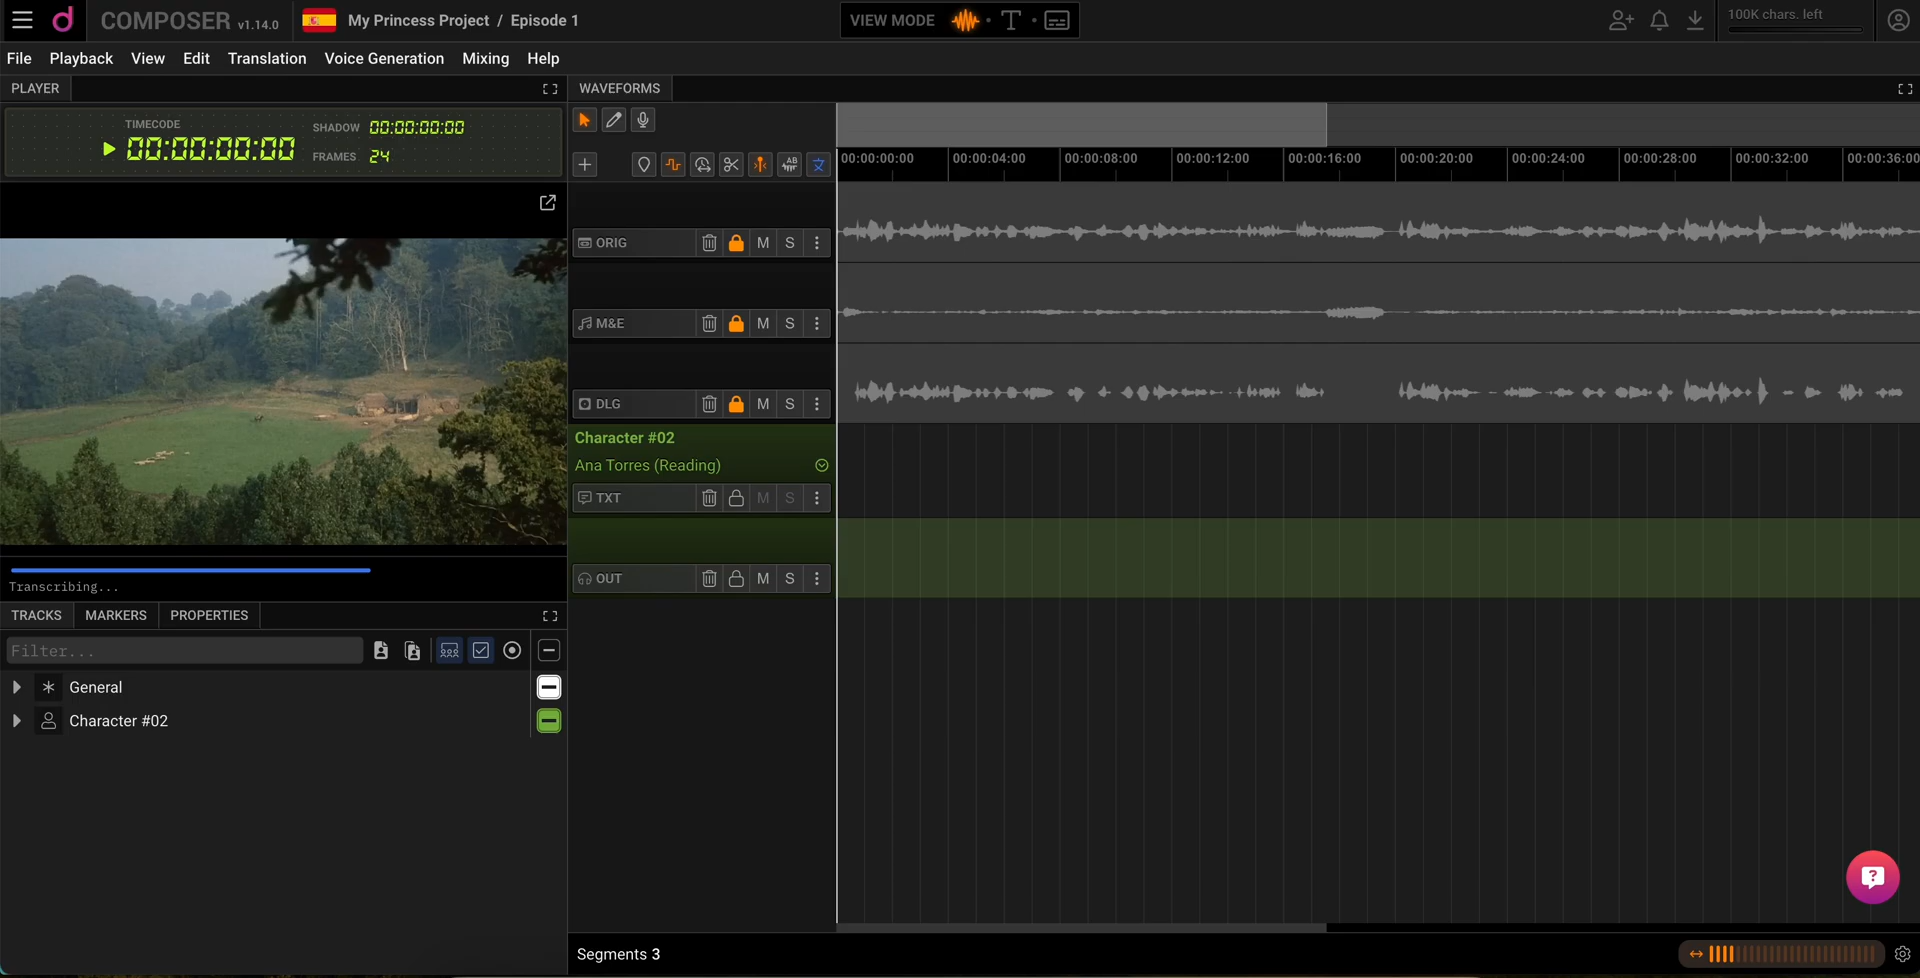 COMPOSER v1.14.0
My Princess Project / Episode 1
VIEW MODE
T
100K chars. left
File Playback View Edit Translation Voice Generation Mixing Help
PLAYER
WAVEFORMS
TIMECODE
00:00:00:00
SHADOW 00:00:00:00
FRAMES 24
AB
文
00:00:00:00 00:00:04:00 00:00:08:00 00:00:12:00 00:00:16:00 00:00:20:00 00:00:24:00 00:00:28:00 00:00:32:00 00:00:36:00
ORIG M S
M&E M S
DLG M S
Character #02
Ana Torres (Reading)
TXT M S
OUT M S
Transcribing...
TRACKS MARKERS PROPERTIES
Filter...
General
Character #02
Segments 3